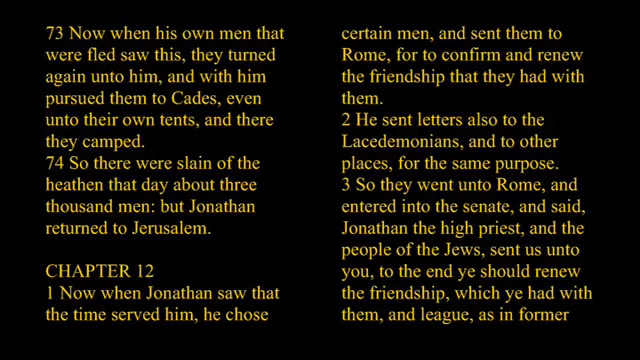 73 Now when his own men that
were fled saw this, they turned
again unto him, and with him
pursued them to Cades, even
unto their own tents, and there
they camped.
74 So there were slain of the
heathen that day about three
thousand men: but Jonathan
returned to Jerusalem.
CHAPTER 12
1 Now when Jonathan saw that
the time served him, he chose
certain men, and sent them to
Rome, for to confirm and renew
the friendship that they had with
them.
2 He sent letters also to the
Lacedemonians, and to other
places, for the same purpose.
3 So they went unto Rome, and
entered into the senate, and said,
Jonathan the high priest, and the
people of the Jews, sent us unto
you, to the end ye should renew
the friendship, which ye had with
them, and league, as in former